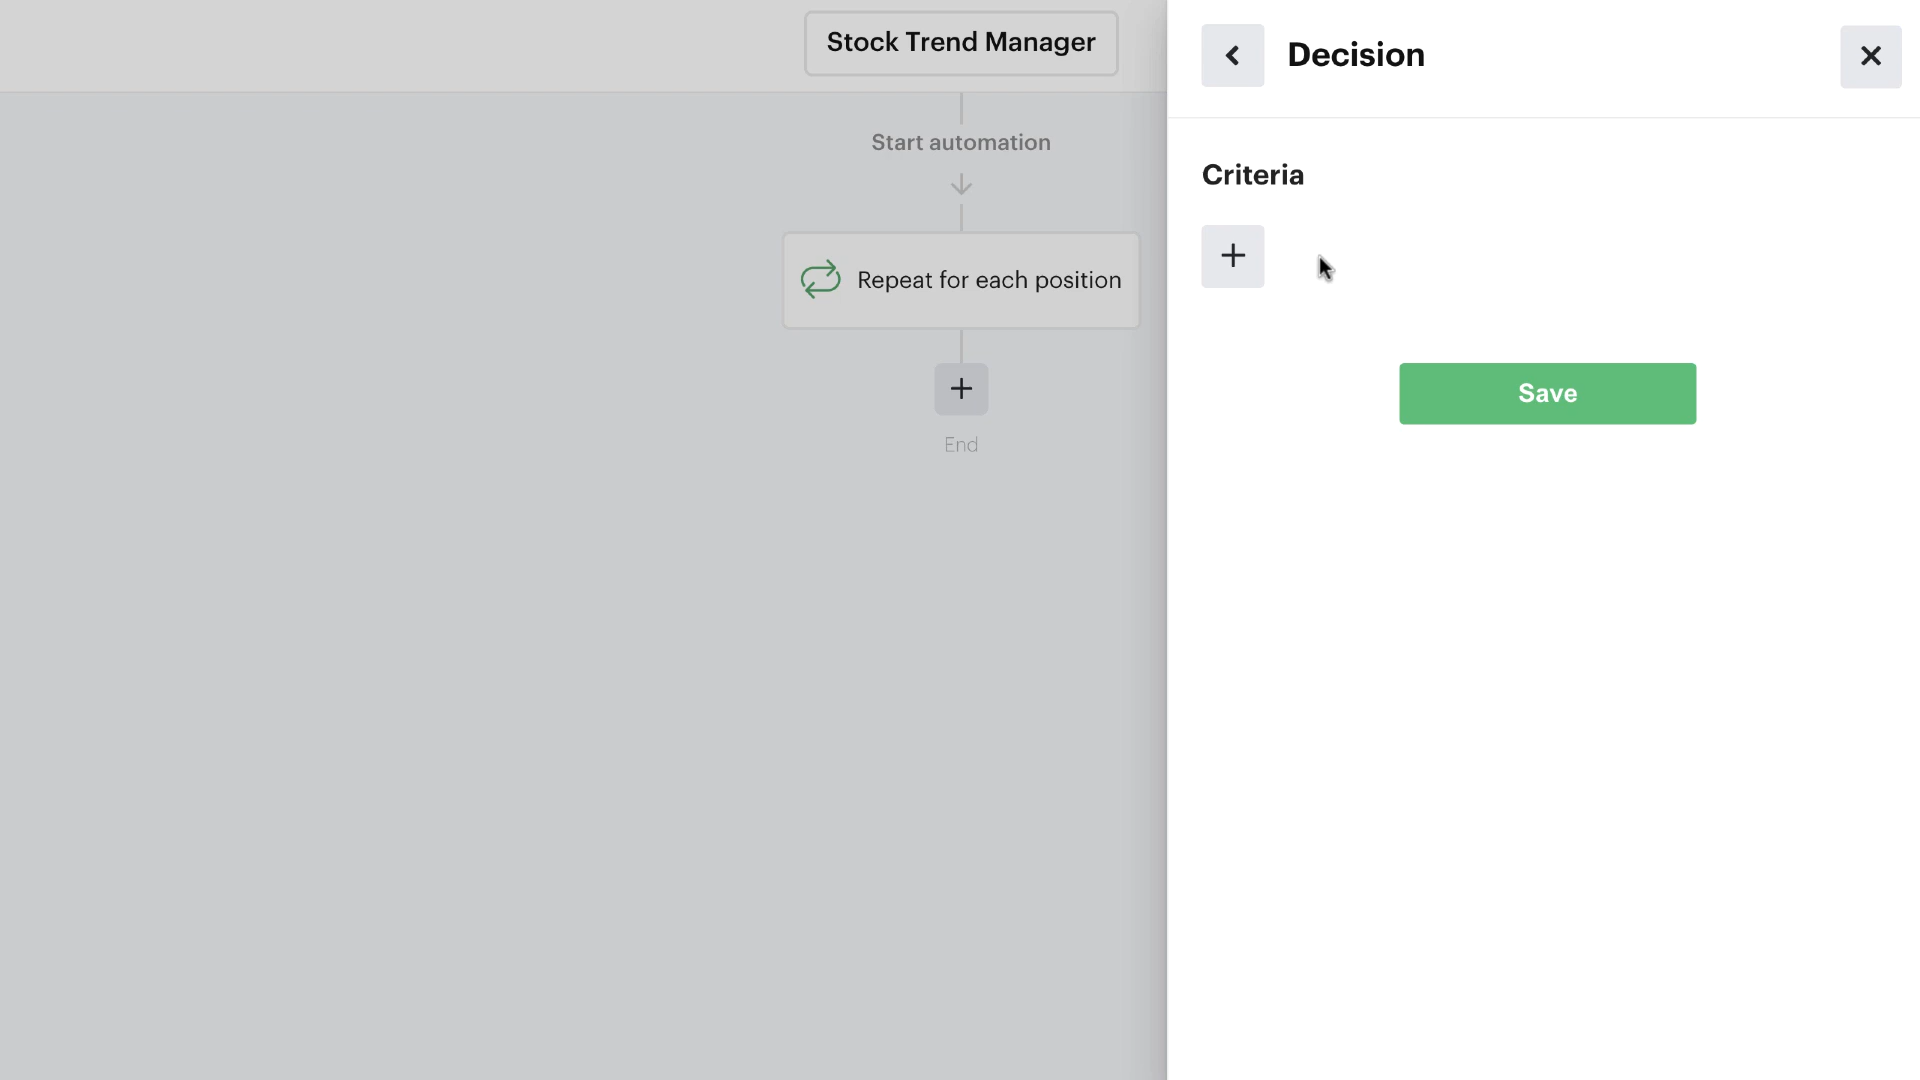 Stock Trend Manager
Start automation
Repeat for each position
End
Decision
Criteria
Save